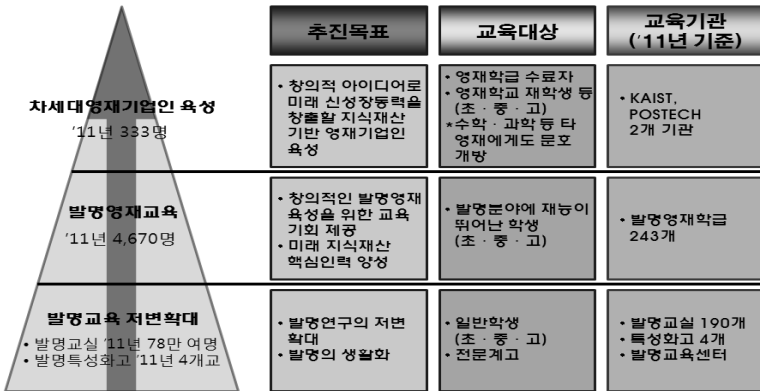 추진목표
교육대상
교육기관
('11년 기준)
차세대영재기업인 육성
'11년 333명
• 창의적 아이디어로
미래 신성장동력을
창출할 지식재산
기반 영재기업인
육성
• 영재학급 수료자
• 영재학교 재학생 등
(초 · 중 · 고)
*수학 · 과학 등 타
영재에게도 문호
개방
• KAIST,
POSTECH
2개 기관
발명영재교육
'11년 4,670명
• 창의적인 발명영재
육성을 위한 교육
기회 제공
• 미래 지식재산
핵심인력 양성
• 발명분야에 재능이
뛰어난 학생
(초 · 중 · 고)
• 발명영재학급
243개
발명교육 저변확대
• 발명교실 '11년 78만 여명
• 발명특성화고 '11년 4개교
• 발명연구의 저변
확대
• 발명의 생활화
• 일반학생
(초 · 중 · 고)
• 전문계고
• 발명교실 190개
• 특성화고 4개
• 발명교육센터